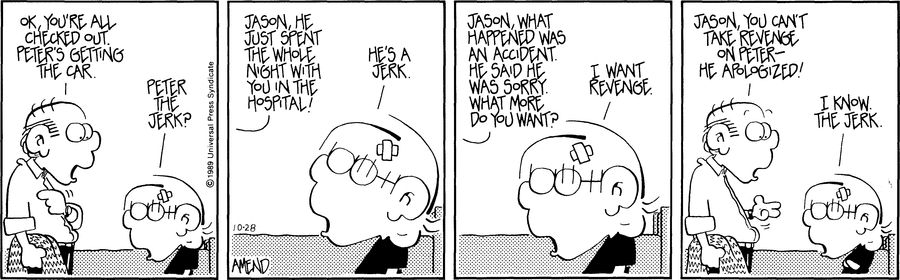 OK, YOU'RE ALL
CHECKED OUT.
PETER'S GETTING
THE CAR.
PETER
THE
JERK?
© 1989 Universal Press Syndicate
JASON, HE
JUST SPENT
THE WHOLE
NIGHT WITH
YOU IN THE
HOSPITAL!
HE'S A
JERK.
10-28
AMEND
JASON, WHAT
HAPPENED WAS
AN ACCIDENT.
HE SAID HE
WAS SORRY.
WHAT MORE
DO YOU WANT?
I WANT
REVENGE.
JASON, YOU CAN'T
TAKE REVENGE
ON PETER—
HE APOLOGIZED!
I KNOW.
THE JERK.